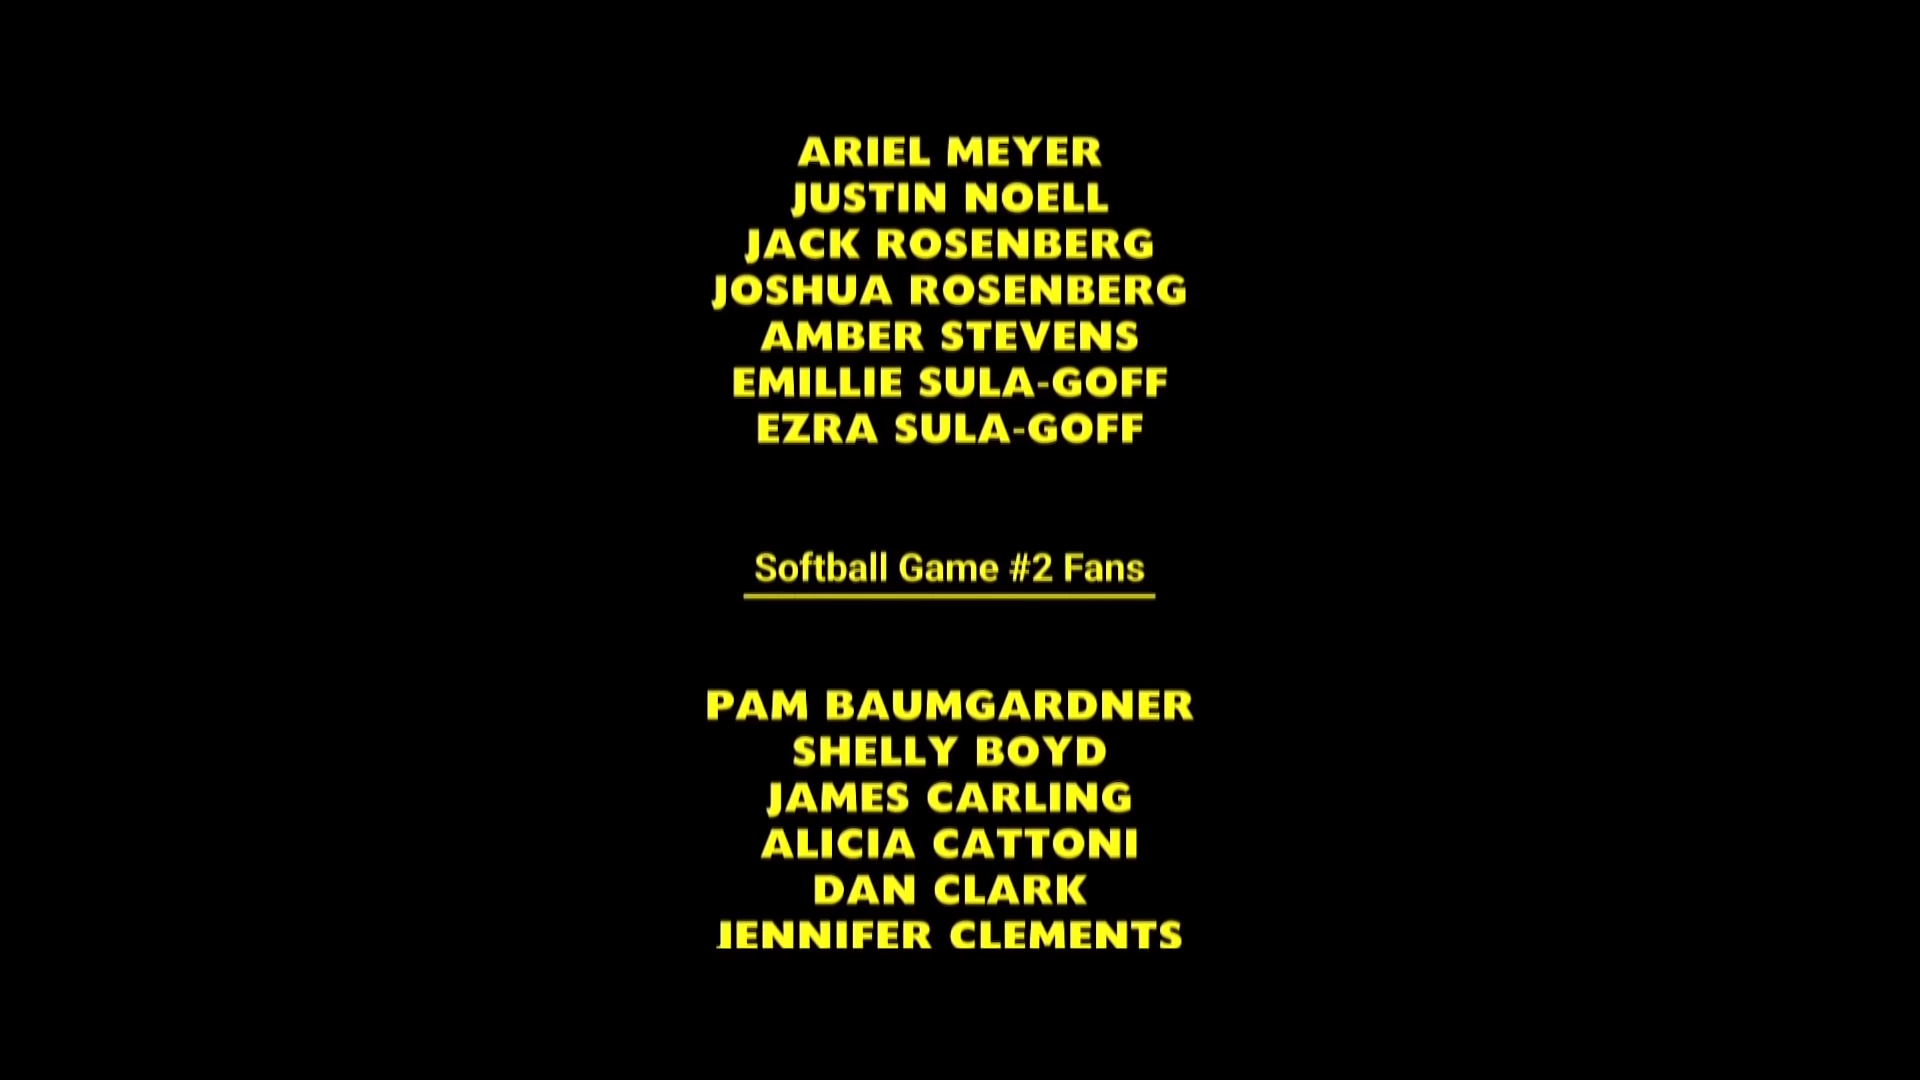 ARIEL MEYER
JUSTIN NOELL
JACK ROSENBERG
JOSHUA ROSENBERG
AMBER STEVENS
EMILLIE SULA-GOFF
EZRA SULA-GOFF
Softball Game #2 Fans
PAM BAUMGARDNER
SHELLY BOYD
JAMES CARLING
ALICIA CATTONI
DAN CLARK
JENNIFER CLEMENTS